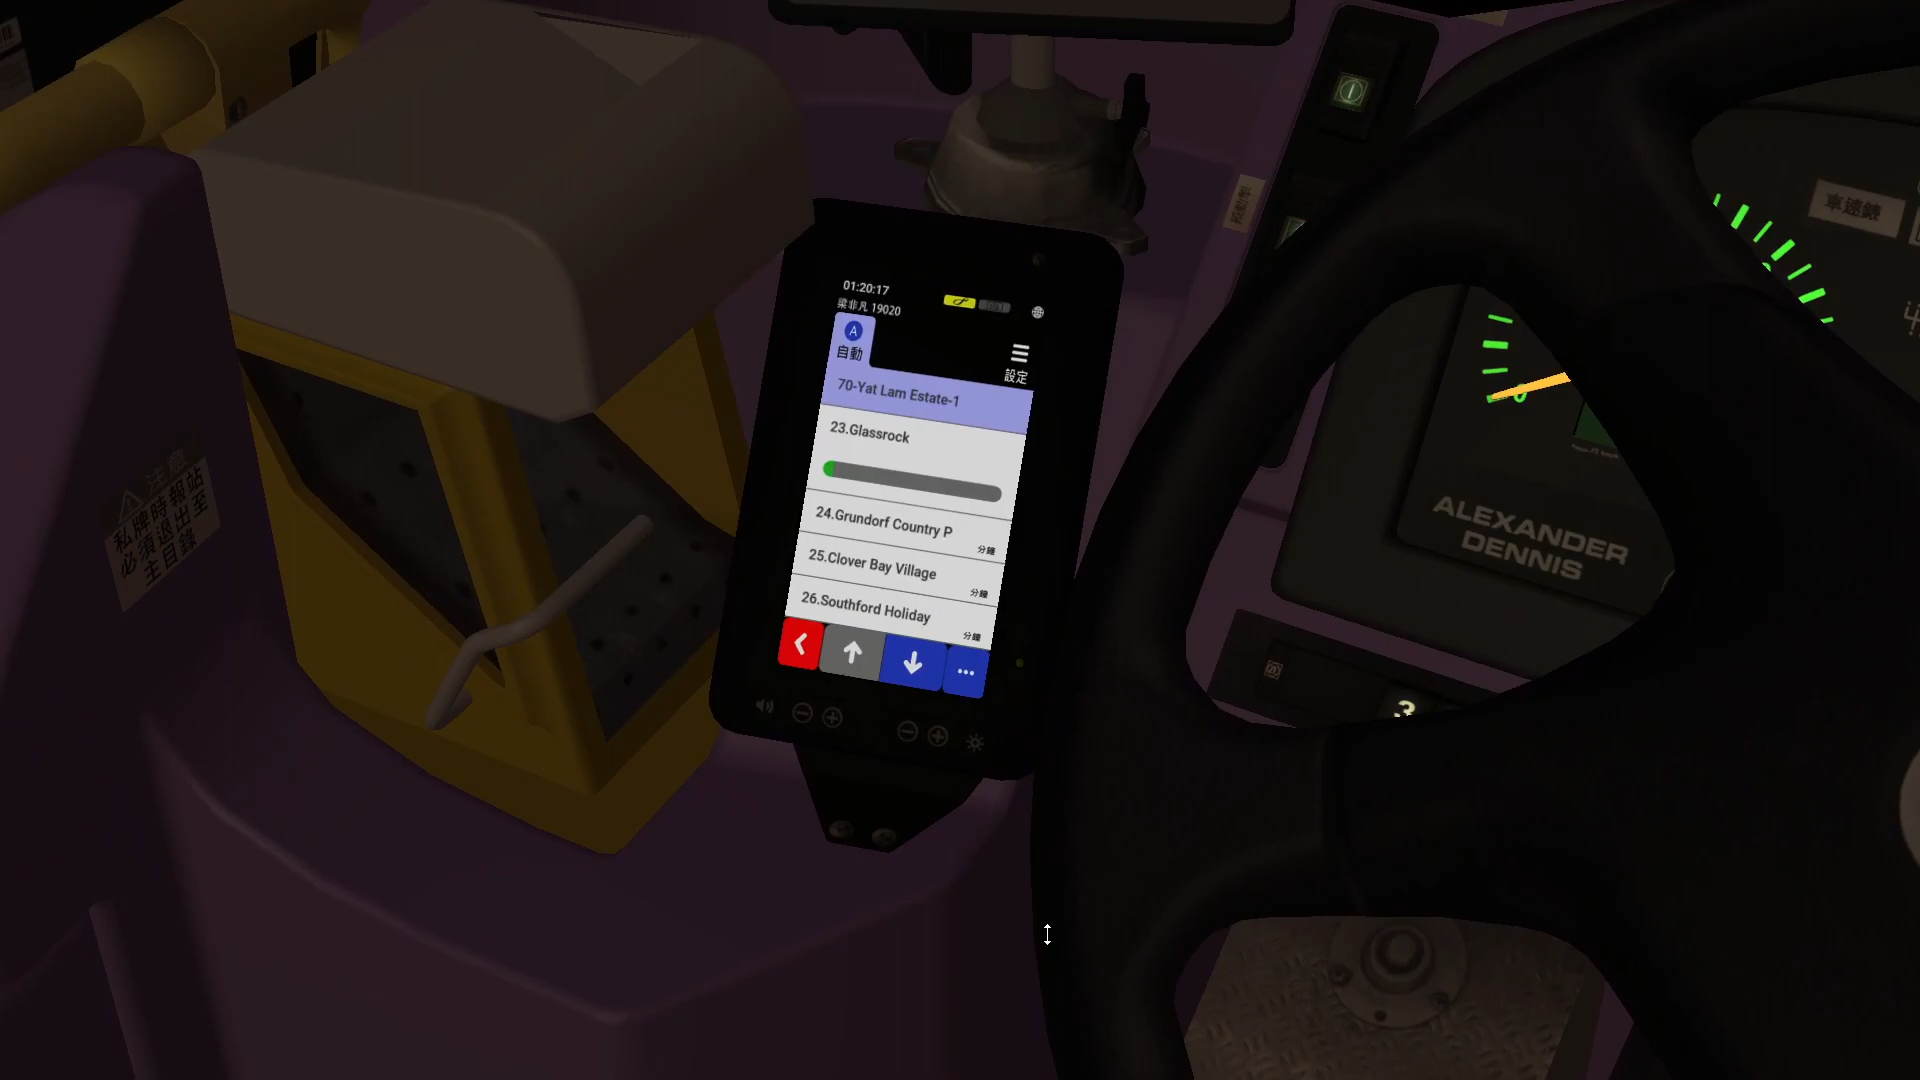 01:20:17
梁非凡 19020
A
自動
設定
70-Yat Lam Estate-1
23.Glassrock
24.Grundorf Country P
分鐘
25.Clover Bay Village
分鐘
26.Southford Holiday
分鐘
注意
私牌時報站
必須退出至
主目錄
車速錶
0
ALEXANDER
DENNIS
3